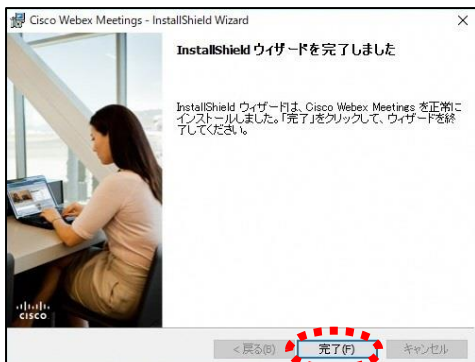 Cisco Webex Meetings - InstallShield Wizard
InstallShield ウィザードを完了しました
InstallShield ウィザードは、Cisco Webex Meetings を正常に
インストールしました。「完了」をクリックして、ウィザードを終
了してください。
CISCO
< 戻る(B)
完了(F)
キャンセル